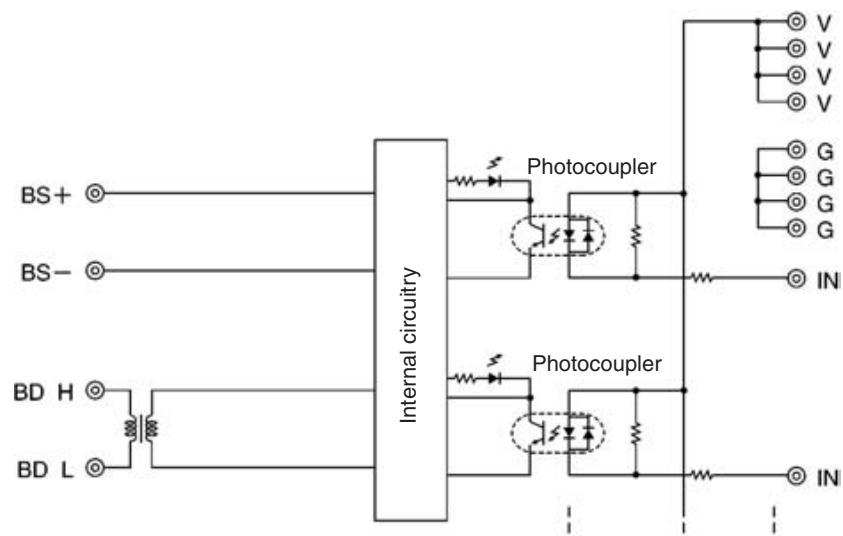 V
V
V
V
G
G
G
G
Photocoupler
BS+
BS−
IN
Internal circuitry
Photocoupler
BD H
BD L
IN